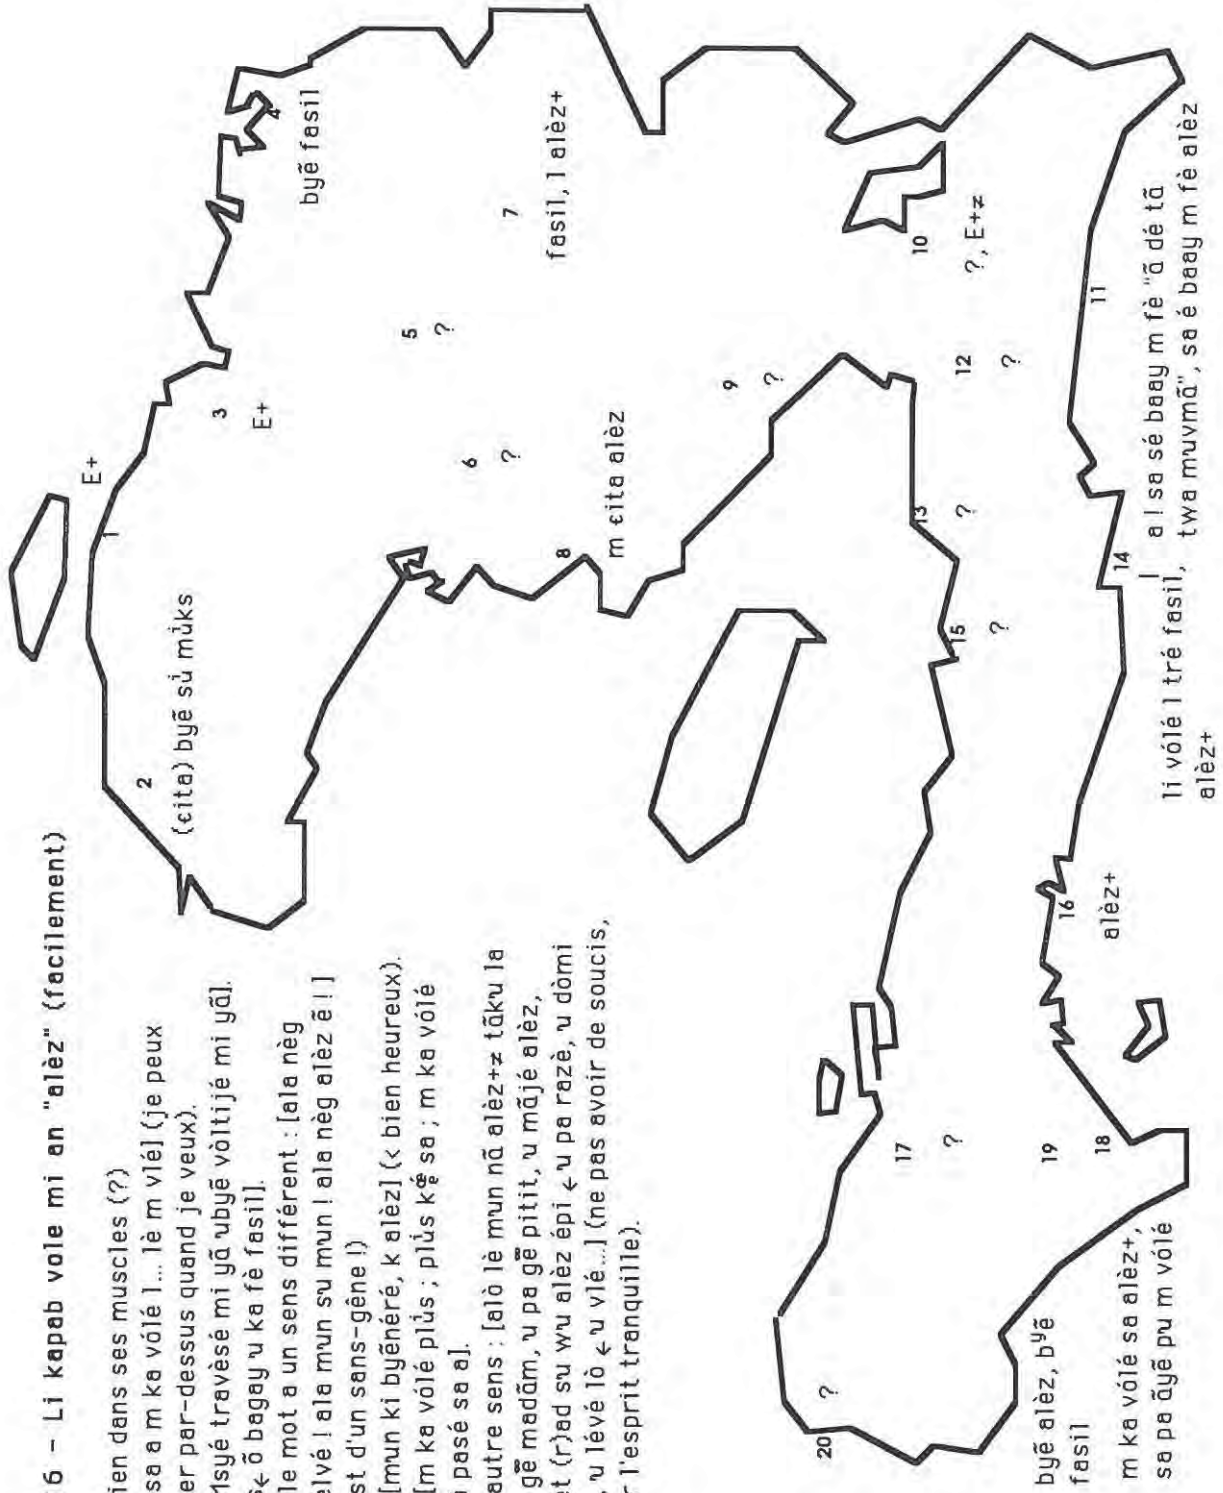 6 - Li kapab vole mi an "alèz" (facilement)
ien dans ses muscles (?)
sa a m ka vólé l ... lè m vlé] (je peux
er par-dessus quand je veux).
Msyé travèsé mi yã ubyẽ vòltijé mi yã].
← õ bagay u ka fè fasil].
le mot a un sens différent : [ala nèg
elvé ! ala mun su mun ! ala nèg alèz ẽ ! ]
st d'un sans-gêne !)
[mun ki byẽnéré, k alèz] (< bien heureux).
[m ka vólé plùs ; plùs kẽ sa ; m ka vólé
pasé sa a].
autre sens : [alò lè mun nã alèz+≠ tãku la
gẽ madãm, u pa gẽ pitit, u mãjé alèz,
et (r)ad su wu alèz épi ← u pa razè, u dòmi
, u lévé lò ← u vlé...] (ne pas avoir de soucis,
r l'esprit tranquille).
1
E+
2
(cita) byẽ sù mùks
3
E+
4
byẽ fasil
5
?
6
?
7
fasil, l alèz+
8
m cita alèz
9
?
10
?, E+≠
11
12
?
13
?
14
li vólé l tré fasil,
alèz+
a ! sa sé baay m fè "ã dé tã
twa muvmã", sa é baay m fè alèz
15
?
16
alèz+
17
?
18
19
20
?
byẽ alèz, byẽ
fasil
m ka vólé sa alèz+,
sa pa ãyẽ pu m vólé